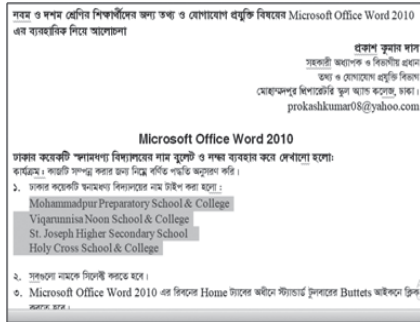 নবম ও দশম শ্রেণির শিক্ষার্থীদের জন্য তথ্য ও যোগাযোগ প্রযুক্তি বিষয়ের Microsoft Office Word 2010
এর ব্যবহারিক নিয়ে আলোচনা
প্রকাশ কুমার দাস
সহকারী অধ্যাপক ও বিভাগীয় প্রধান
তথ্য ও যোগাযোগ প্রযুক্তি বিভাগ
মোহাম্মদপুর প্রিপারেটরি স্কুল অ্যান্ড কলেজ, ঢাকা।
prokashkumar08@yahoo.com
Microsoft Office Word 2010
ঢাকার কয়েকটি স্বনামধন্য বিদ্যালয়ের নাম বুলেট ও নম্বর ব্যবহার করে দেখানো হলো:
কার্যক্রম: কাজটি সম্পন্ন করার জন্য নিম্নে বর্ণিত পদ্ধতি অনুসরণ করি।
১. ঢাকার কয়েকটি স্বনামধন্য বিদ্যালয়ের নাম টাইপ করা হলো :
Mohammadpur Preparatory School & College
Viqarunnisa Noon School & College
St. Joseph Higher Secondary School
Holy Cross School & College
২. সবগুলো নামকে সিলেক্ট করতে হবে।
৩. Microsoft Office Word 2010 এর রিবনের Home ট্যাবের অধীনে স্ট্যান্ডার্ড টুলবারের Buttets আইকনে ক্লিক
করতে হবে।